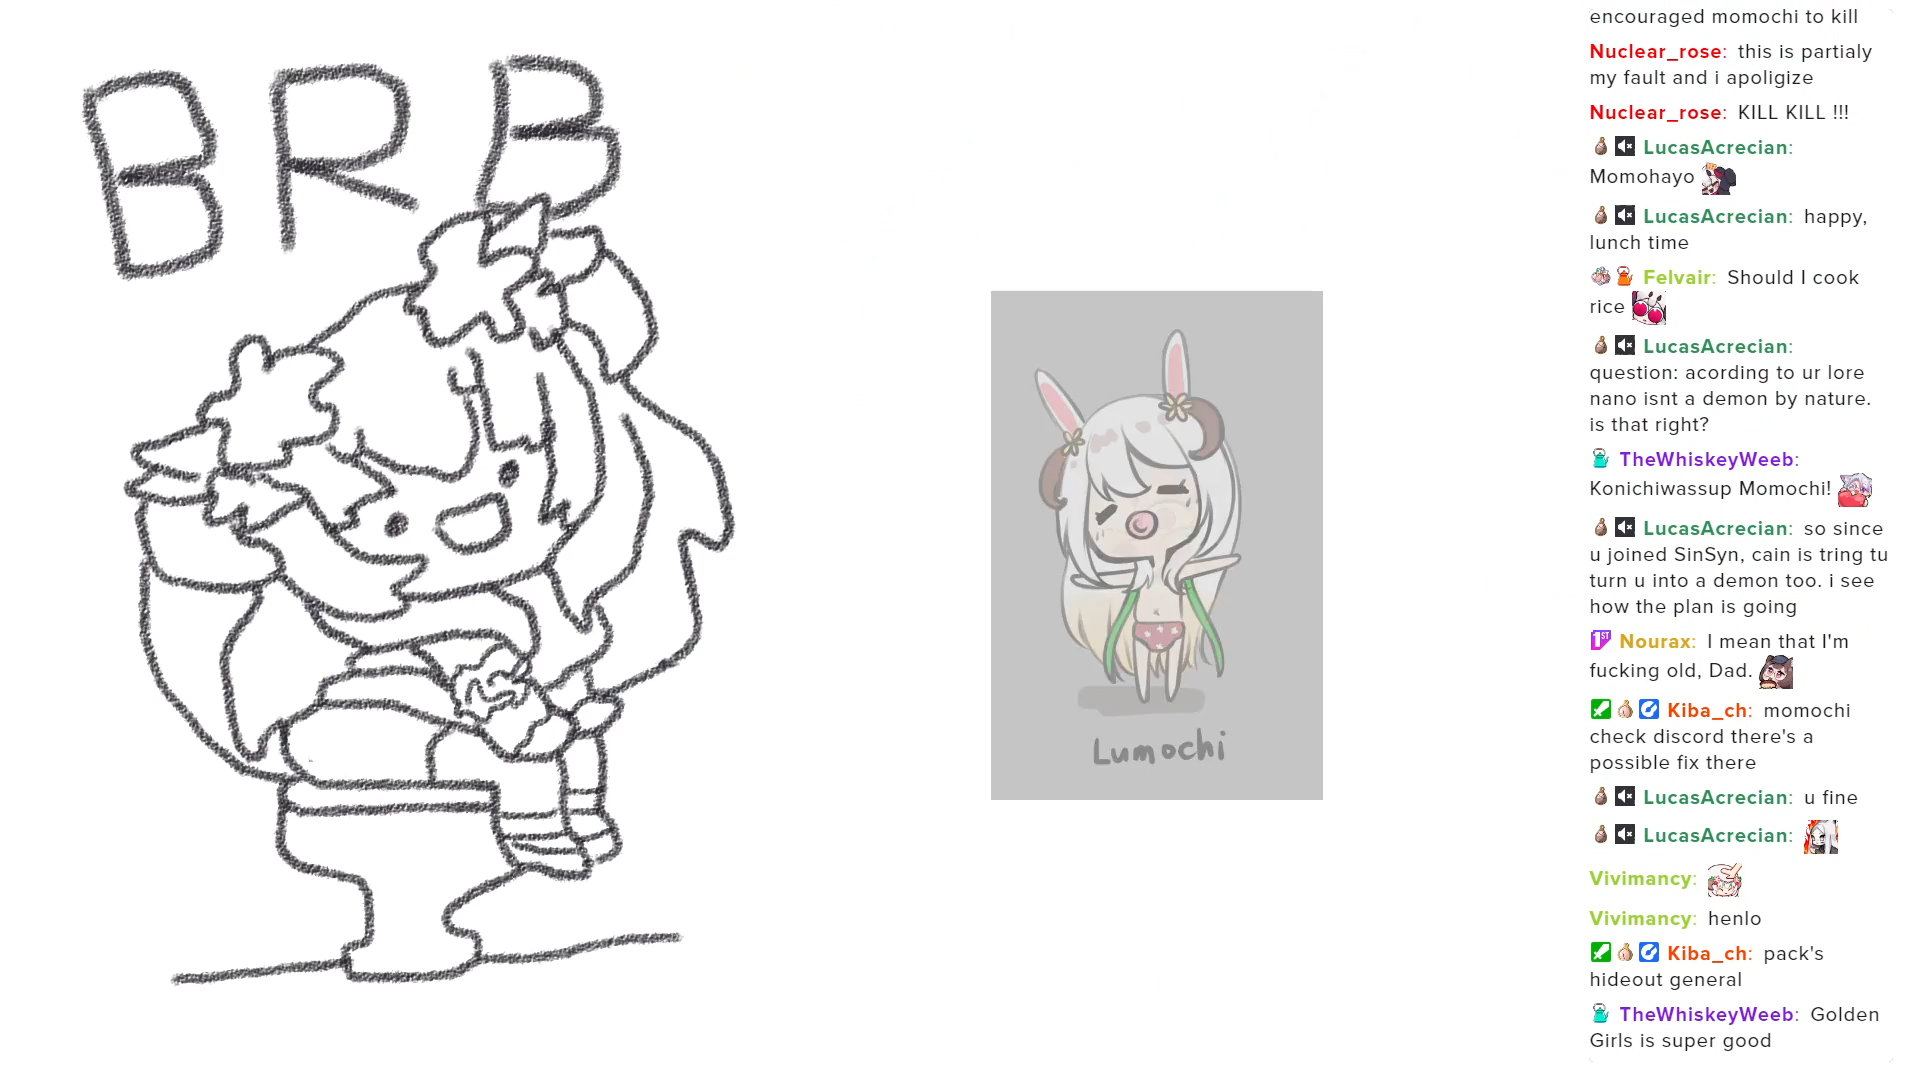 BRB
Lumochi
encouraged momochi to kill
Nuclear_rose: this is partialy
my fault and i apoligize
Nuclear_rose: KILL KILL !!!
LucasAcrecian:
Momohayo
LucasAcrecian: happy,
lunch time
Felvair: Should I cook
rice
LucasAcrecian:
question: acording to ur lore
nano isnt a demon by nature.
is that right?
TheWhiskeyWeeb:
Konichiwassup Momochi!
LucasAcrecian: so since
u joined SinSyn, cain is tring tu
turn u into a demon too. i see
how the plan is going
1ST Nourax: I mean that I'm
fucking old, Dad.
Kiba_ch: momochi
check discord there's a
possible fix there
LucasAcrecian: u fine
LucasAcrecian:
Vivimancy:
Vivimancy: henlo
Kiba_ch: pack's
hideout general
TheWhiskeyWeeb: Golden
Girls is super good